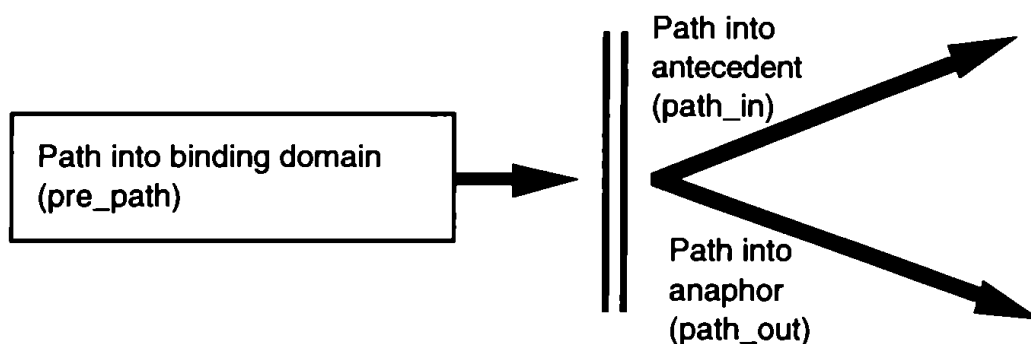 Path into binding domain
(pre_path)
Path into
antecedent
(path_in)
Path into
anaphor
(path_out)